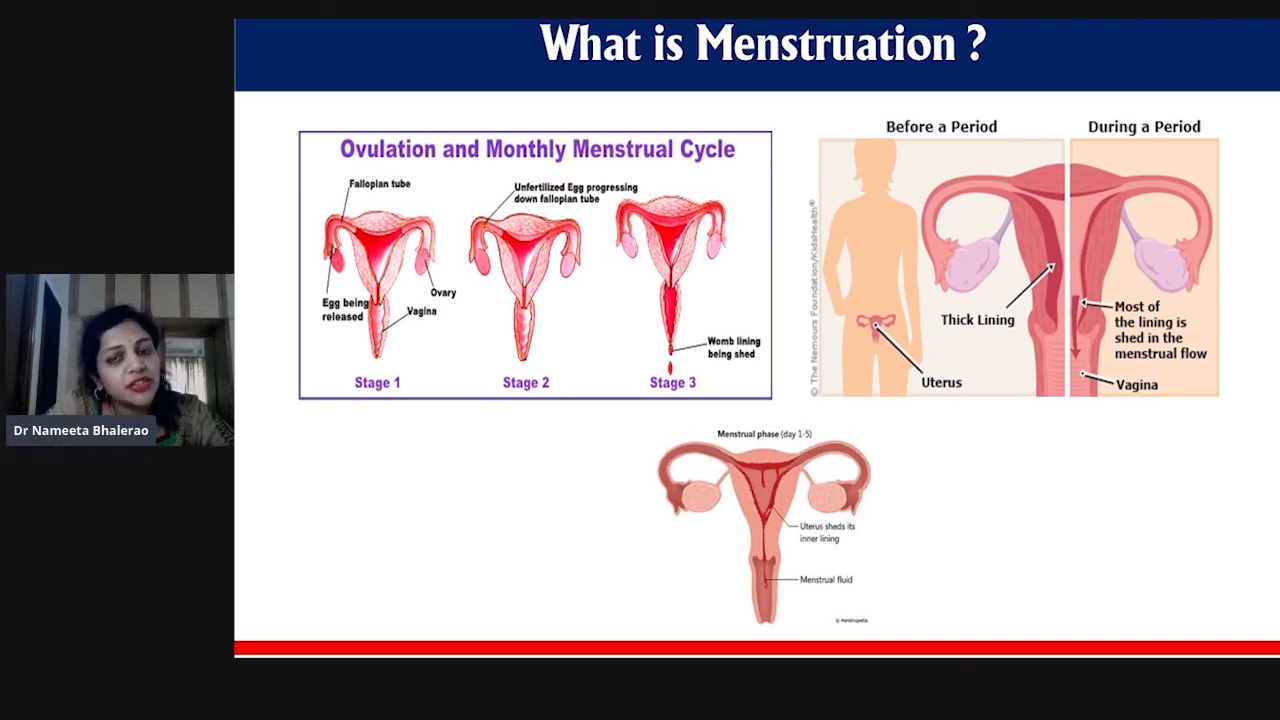 What is Menstruation ?
Ovulation and Monthly Menstrual Cycle
Fallopian tube
Egg being
released
Ovary
Vagina
Stage 1
Unfertilized Egg progressing
down fallopian tube
Stage 2
Womb lining
being shed
Stage 3
Before a Period
During a Period
© The Nemours Foundation/KidsHealth®
Thick Lining
Uterus
Most of
the lining is
shed in the
menstrual flow
Vagina
Dr Nameeta Bhalerao
Menstrual phase (day 1-5)
Uterus sheds its
inner lining
Menstrual fluid
© Menstrupedia